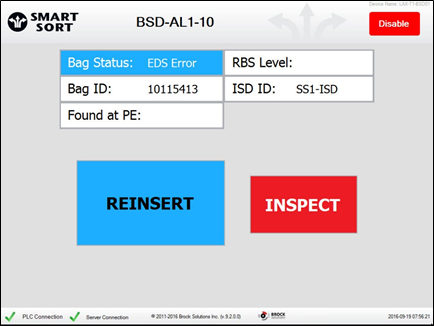 Device Name: LAX-T1-BSDB1
SMART
SORT
BSD-AL1-10
Disable
Bag Status: EDS Error
RBS Level:
Bag ID: 10115413
ISD ID: SS1-ISD
Found at PE:
REINSERT
INSPECT
PLC Connection
Server Connection
© 2011-2016 Brock Solutions Inc. (v.9.2.0.0)
BROCK
2016-09-19 07:56:21